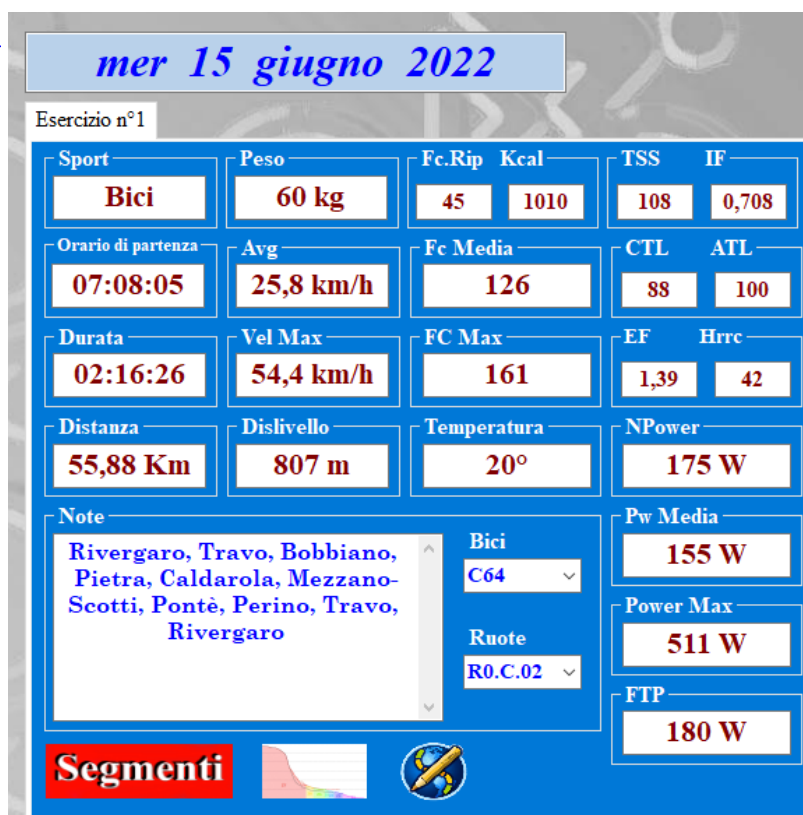 mer 15 giugno 2022
Esercizio n°1
Sport Peso Fc.Rip Kcal TSS IF
Bici 60 kg 45 1010 108 0,708
Orario di partenza Avg Fc Media CTL ATL
07:08:05 25,8 km/h 126 88 100
Durata Vel Max FC Max EF Hrrc
02:16:26 54,4 km/h 161 1,39 42
Distanza Dislivello Temperatura NPower
55,88 Km 807 m 20° 175 W
Note
Rivergaro, Travo, Bobbiano,
Pietra, Caldarola, Mezzano-
Scotti, Pontè, Perino, Travo,
Rivergaro
Bici
C64
Ruote
R0.C.02
Pw Media
155 W
Power Max
511 W
FTP
180 W
Segmenti